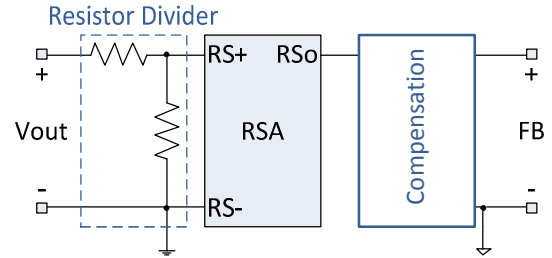 Resistor Divider
RS+ RSo
+
+
Vout
RSA
Compensation
FB
-
-
RS-